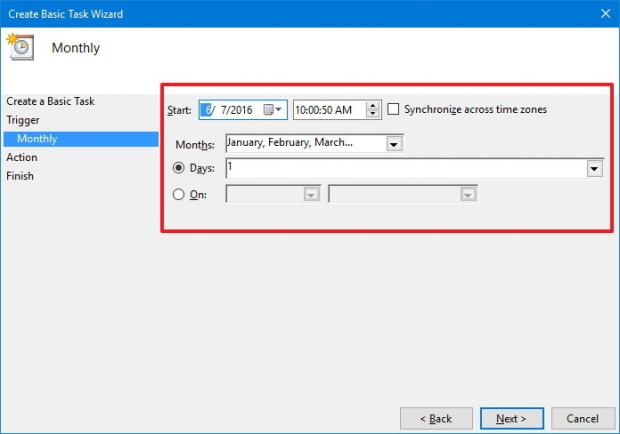 Create Basic Task Wizard
Monthly
Create a Basic Task
Trigger
Monthly
Action
Finish
Start: 6/ 7/2016 10:00:50 AM Synchronize across time zones
Months: January, February, March...
Days: 1
On:
< Back Next > Cancel